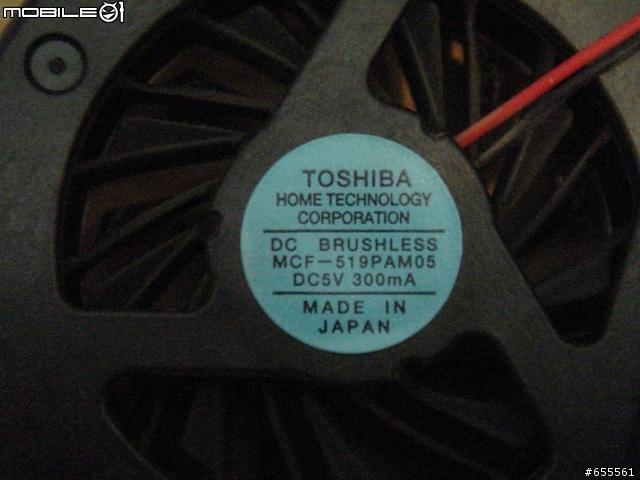 MOBILE01
TOSHIBA
HOME TECHNOLOGY
CORPORATION
DC BRUSHLESS
MCF-519PAM05
DC5V 300mA
MADE IN
JAPAN
#655561